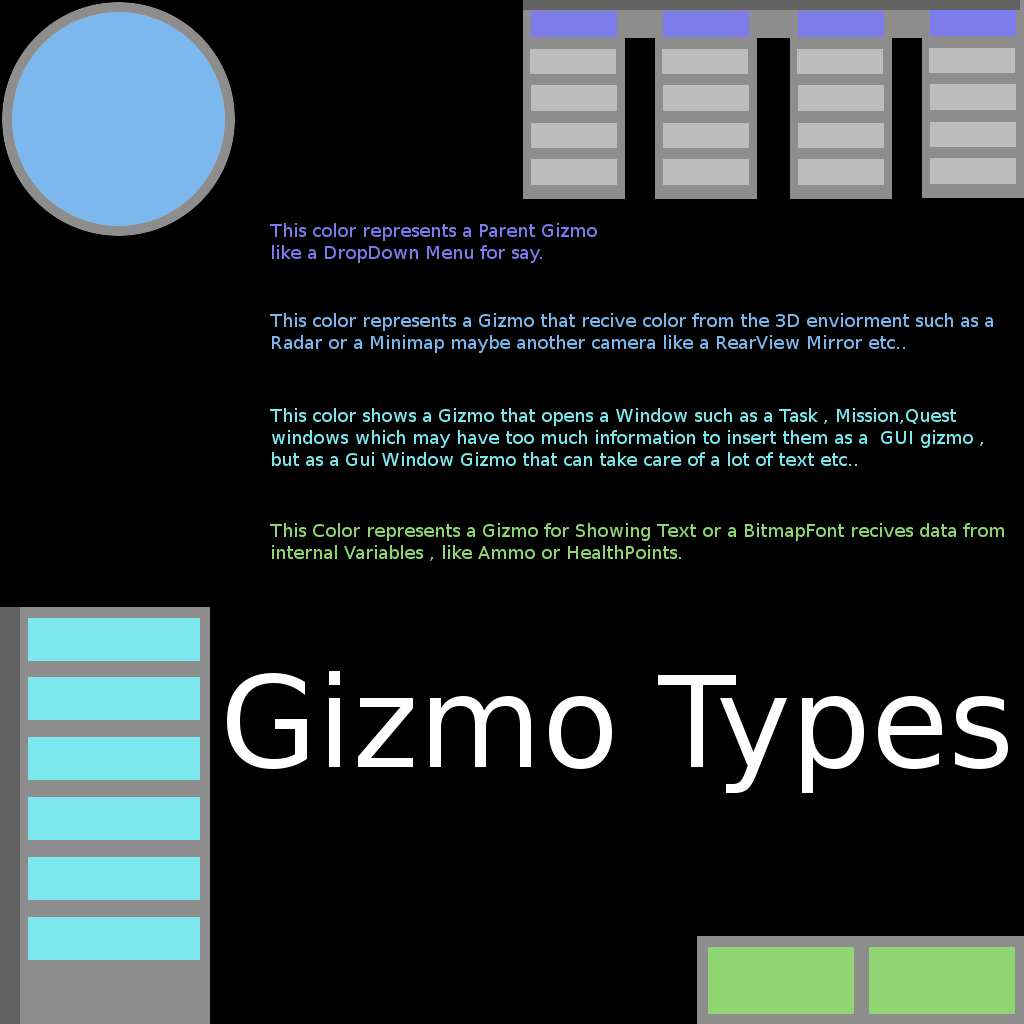 This color represents a Parent Gizmo
like a DropDown Menu for say.
This color represents a Gizmo that recive color from the 3D enviorment such as a
Radar or a Minimap maybe another camera like a RearView Mirror etc..
This color shows a Gizmo that opens a Window such as a Task , Mission,Quest
windows which may have too much information to insert them as a  GUI gizmo ,
but as a Gui Window Gizmo that can take care of a lot of text etc..
This Color represents a Gizmo for Showing Text or a BitmapFont recives data from
internal Variables , like Ammo or HealthPoints.
Gizmo Types